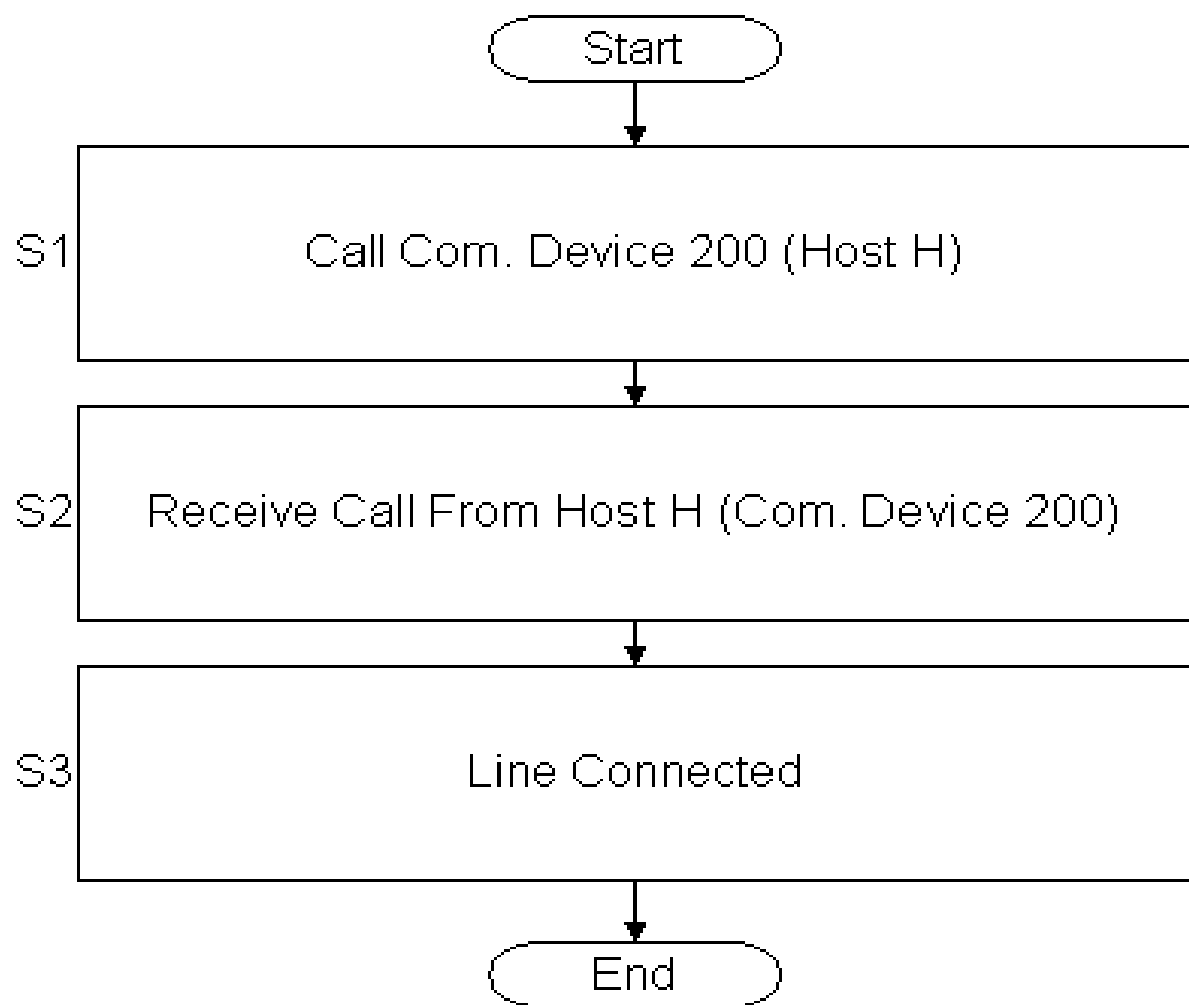 Start
S1 Call Com. Device 200 (Host H)
S2 Receive Call From Host H (Com. Device 200)
S3 Line Connected
End